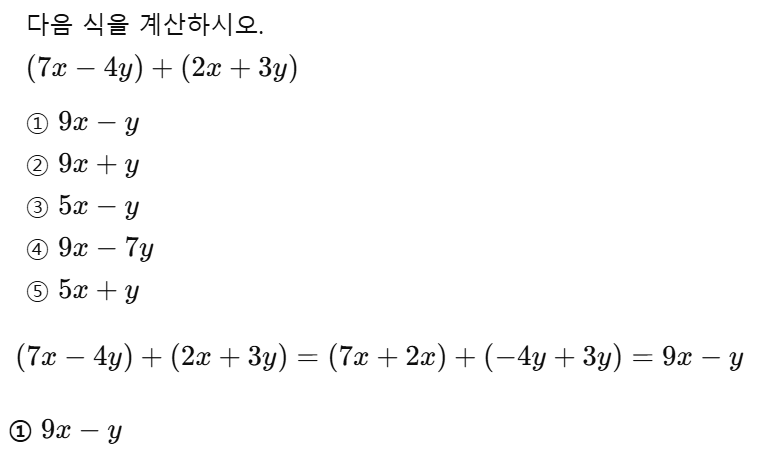 다음 식을 계산하시오.
(7x − 4y) + (2x + 3y)
① 9x − y
② 9x + y
③ 5x − y
④ 9x − 7y
⑤ 5x + y
(7x − 4y) + (2x + 3y) = (7x + 2x) + (−4y + 3y) = 9x − y
① 9x − y